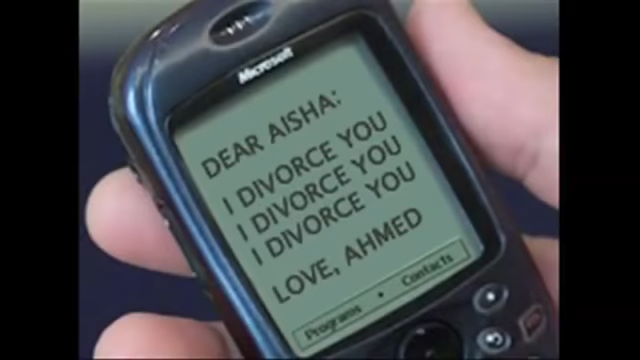 Microsoft
DEAR AISHA:
I DIVORCE YOU
I DIVORCE YOU
I DIVORCE YOU
LOVE, AHMED
Programs • Contacts